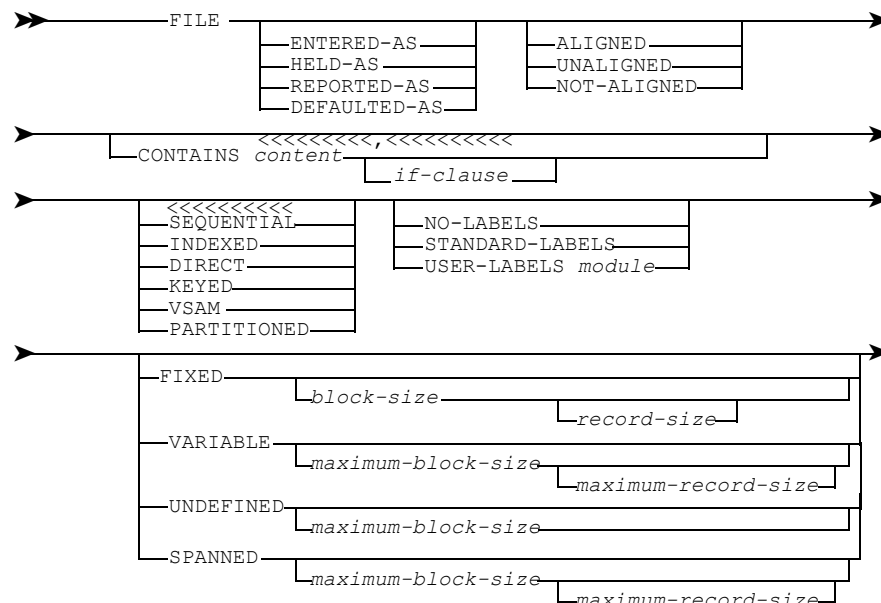 FILE
ENTERED-AS
HELD-AS
REPORTED-AS
DEFAULTED-AS
ALIGNED
UNALIGNED
NOT-ALIGNED
<<<<<<<<<,<<<<<<<<<<
CONTAINS content
if-clause
<<<<<<<<<<
SEQUENTIAL
INDEXED
DIRECT
KEYED
VSAM
PARTITIONED
NO-LABELS
STANDARD-LABELS
USER-LABELS module
FIXED
block-size
record-size
VARIABLE
maximum-block-size
maximum-record-size
UNDEFINED
maximum-block-size
SPANNED
maximum-block-size
maximum-record-size